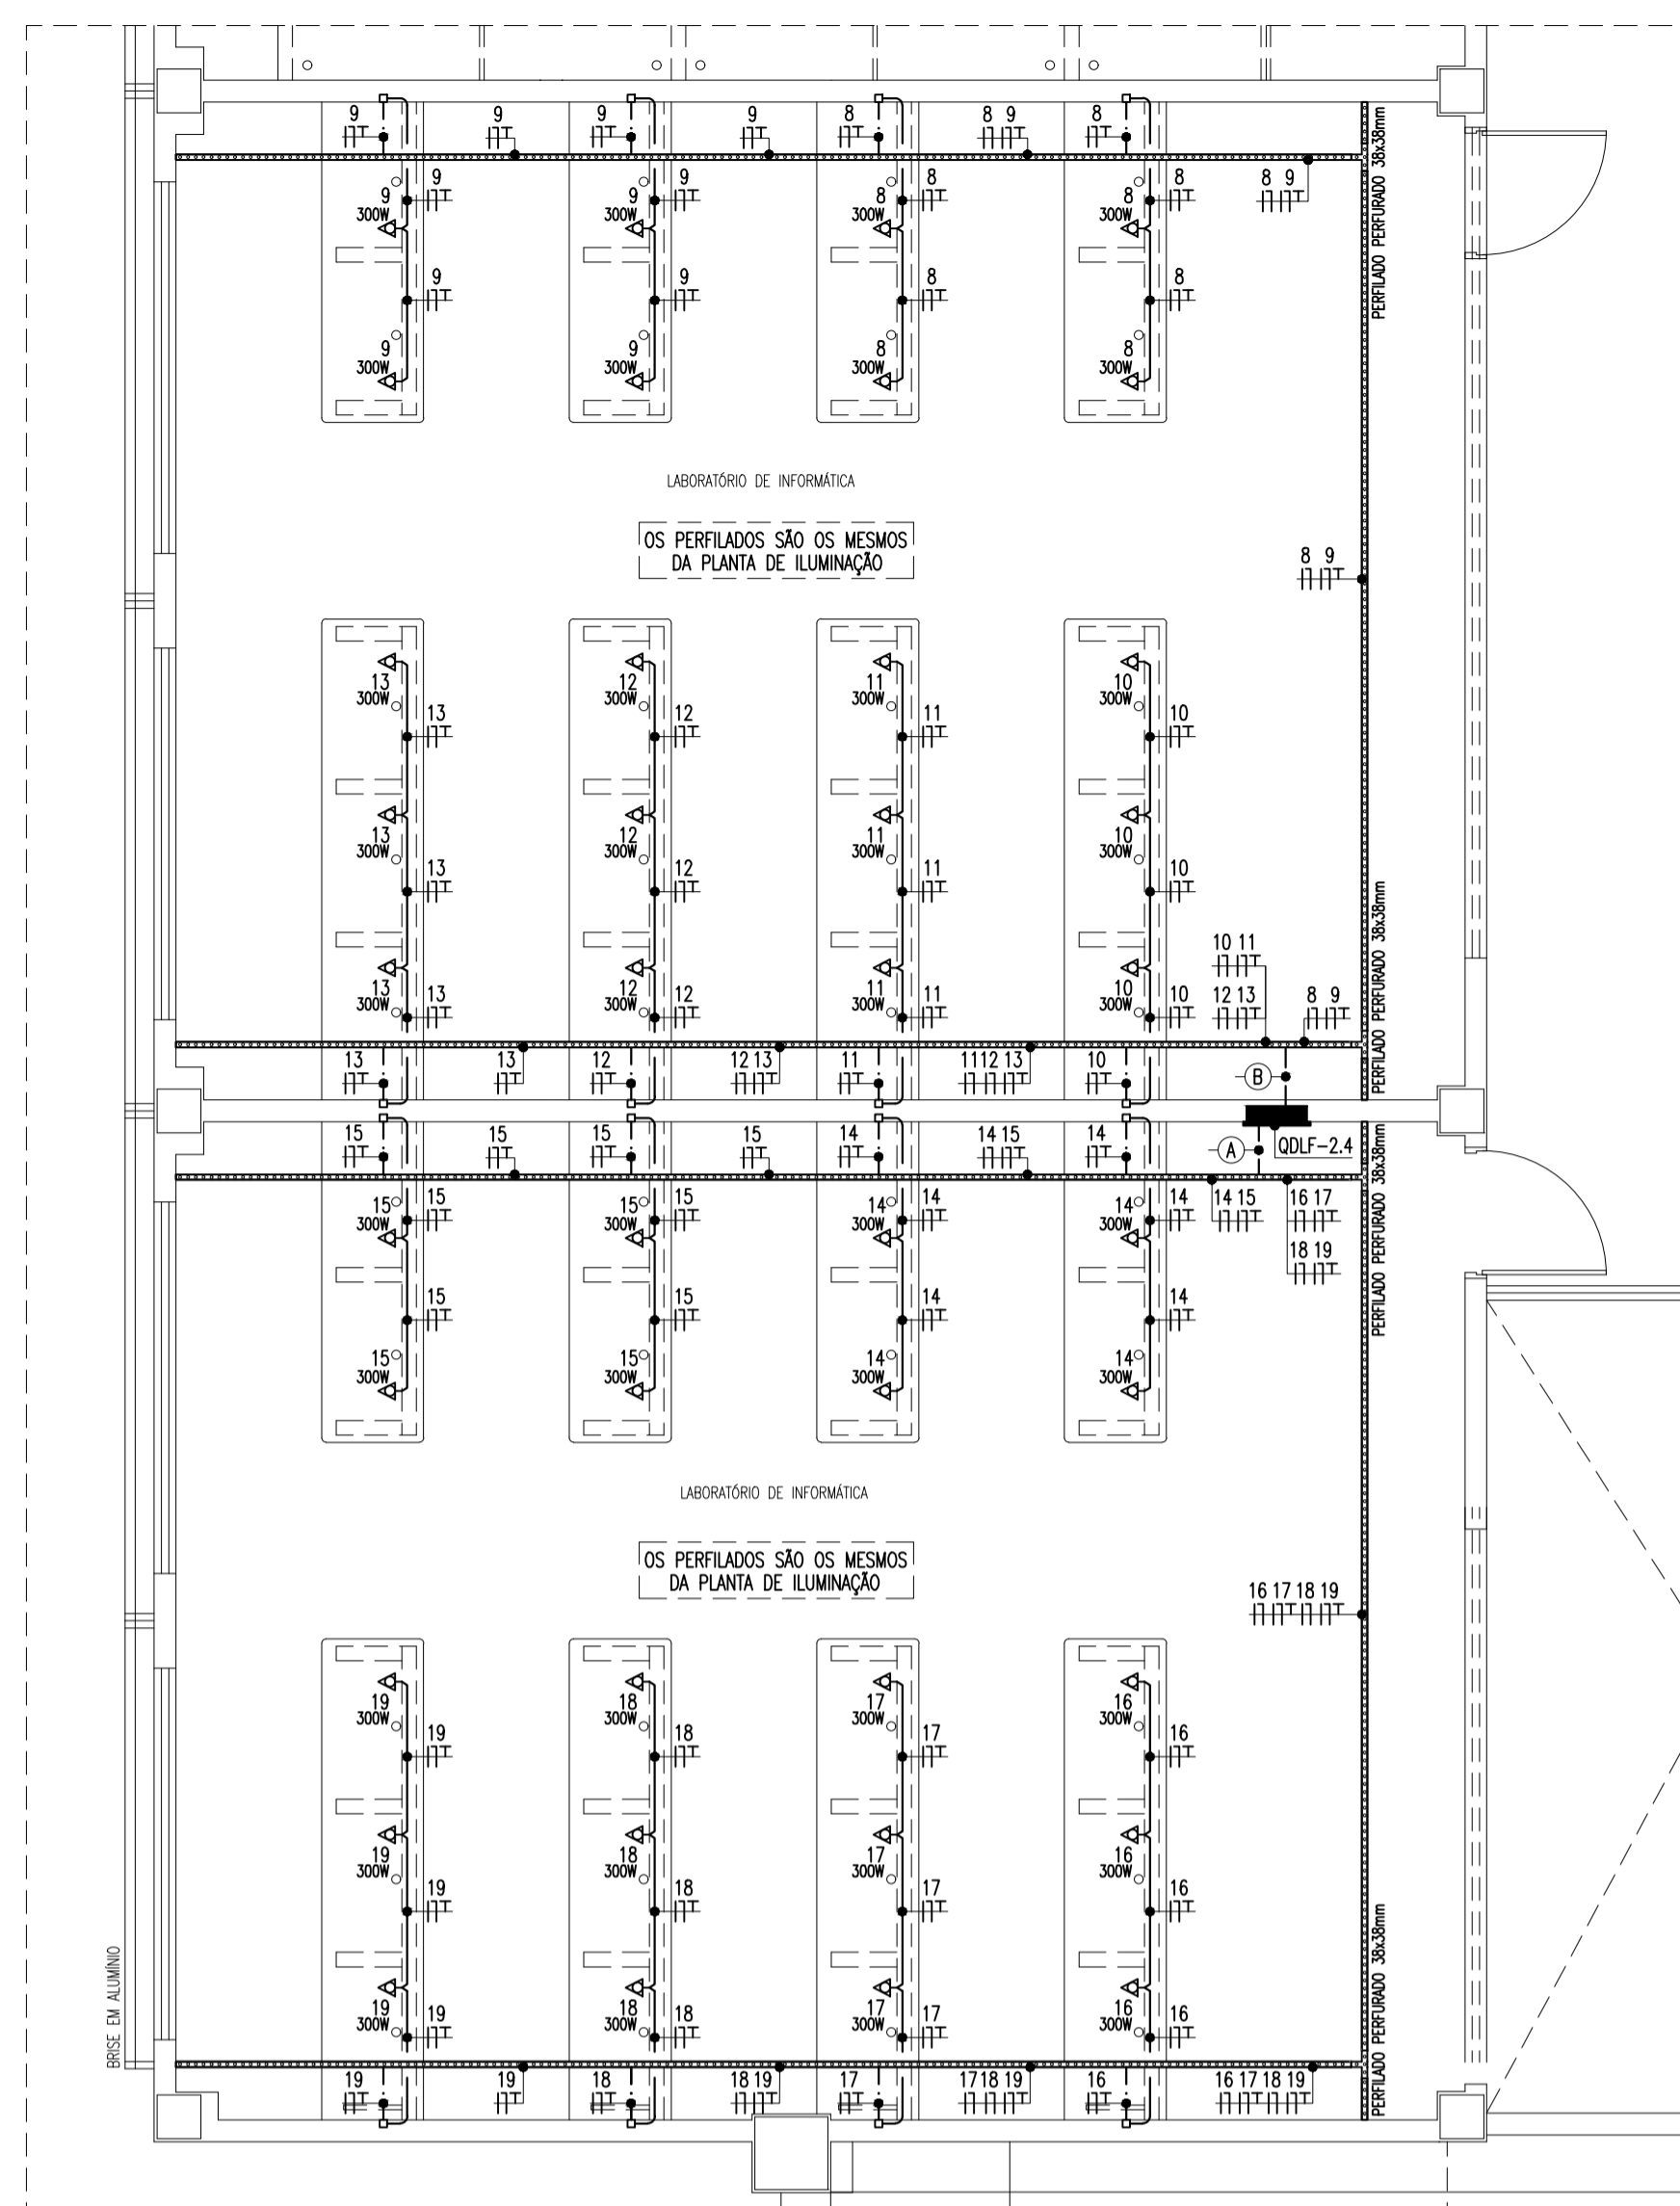 9 9 9 9 8 8 9 8
PERFILADO PERFURADO 38x38mm
9 9 9 9 8 8 8 8 8 9
300W 300W 300W 300W
9 9 8 8
9 9 8 8
300W 300W 300W 300W
LABORATÓRIO DE INFORMÁTICA
OS PERFILADOS SÃO OS MESMOS
DA PLANTA DE ILUMINAÇÃO
8 9
13 12 11 10
300W 300W 300W 300W
13 12 11 10
13 12 11 10
300W 300W 300W 300W
13 12 11 10
PERFILADO PERFURADO 38x38mm
10 11
13 12 11 10
300W 300W 300W 300W
13 12 11 10 12 13 8 9
13 13 12 12 13 11 11 12 13 10
B
15 15 15 15 14 14 15 14
A
QDLF-2.4
PERFILADO PERFURADO 38x38mm
15 15 15 15 14 14 14 14 14 15 16 17
300W 300W 300W 300W
18 19
15 15 14 14
15 15 14 14
300W 300W 300W 300W
LABORATÓRIO DE INFORMÁTICA
OS PERFILADOS SÃO OS MESMOS
DA PLANTA DE ILUMINAÇÃO
16 17 18 19
19 18 17 16
300W 300W 300W 300W
19 18 17 16
19 18 17 16
300W 300W 300W 300W
19 18 17 16
PERFILADO PERFURADO 38x38mm
BRISE EM ALUMÍNIO
19 18 17 16
300W 300W 300W 300W
19 18 17 16
19 19 18 18 19 17 17 18 19 16 16 17 18 19